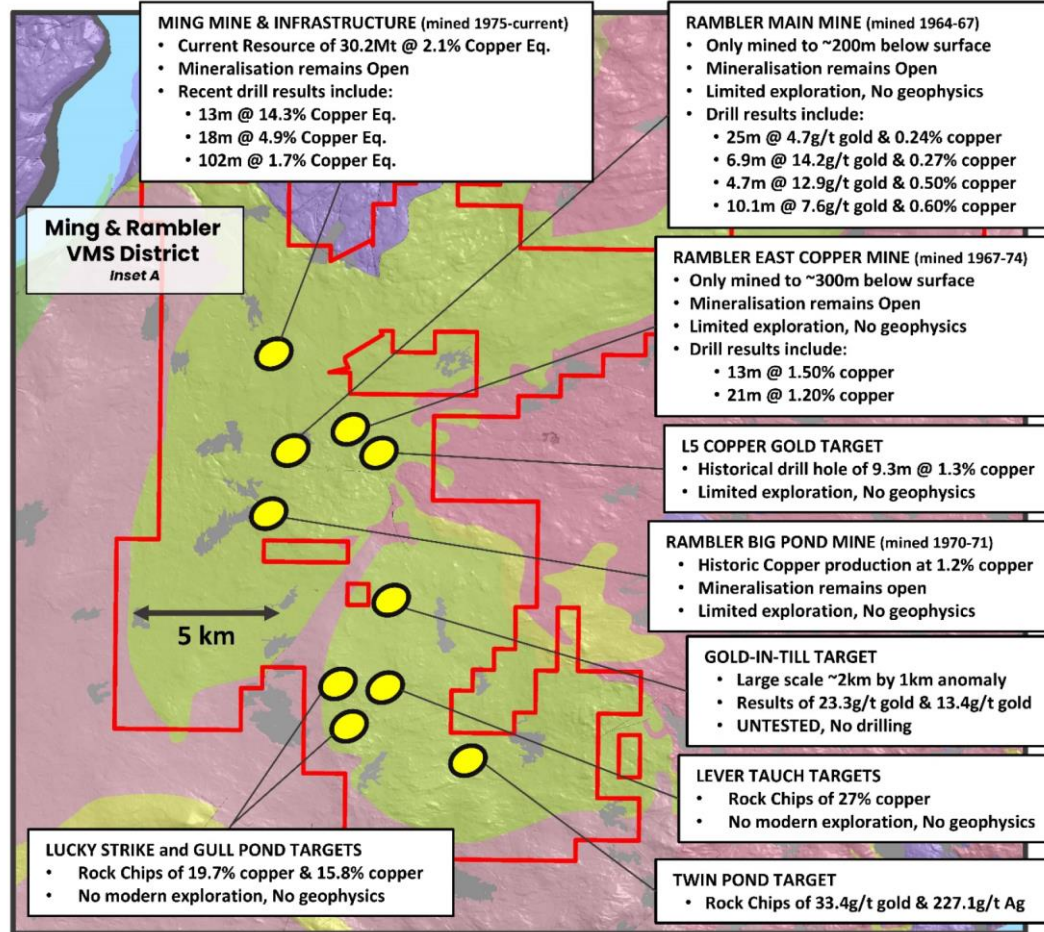 MING MINE & INFRASTRUCTURE (mined 1975-current)
• Current Resource of 30.2Mt @ 2.1% Copper Eq.
• Mineralisation remains Open
• Recent drill results include:
• 13m @ 14.3% Copper Eq.
• 18m @ 4.9% Copper Eq.
• 102m @ 1.7% Copper Eq.
RAMBLER MAIN MINE (mined 1964-67)
• Only mined to ~200m below surface
• Mineralisation remains Open
• Limited exploration, No geophysics
• Drill results include:
• 25m @ 4.7g/t gold & 0.24% copper
• 6.9m @ 14.2g/t gold & 0.27% copper
• 4.7m @ 12.9g/t gold & 0.50% copper
• 10.1m @ 7.6g/t gold & 0.60% copper
Ming & Rambler
VMS District
Inset A
RAMBLER EAST COPPER MINE (mined 1967-74)
• Only mined to ~300m below surface
• Mineralisation remains Open
• Limited exploration, No geophysics
• Drill results include:
• 13m @ 1.50% copper
• 21m @ 1.20% copper
L5 COPPER GOLD TARGET
• Historical drill hole of 9.3m @ 1.3% copper
• Limited exploration, No geophysics
RAMBLER BIG POND MINE (mined 1970-71)
• Historic Copper production at 1.2% copper
• Mineralisation remains open
• Limited exploration, No geophysics
5 km
GOLD-IN-TILL TARGET
• Large scale ~2km by 1km anomaly
• Results of 23.3g/t gold & 13.4g/t gold
• UNTESTED, No drilling
LEVER TAUCH TARGETS
• Rock Chips of 27% copper
• No modern exploration, No geophysics
LUCKY STRIKE and GULL POND TARGETS
• Rock Chips of 19.7% copper & 15.8% copper
• No modern exploration, No geophysics
TWIN POND TARGET
• Rock Chips of 33.4g/t gold & 227.1g/t Ag